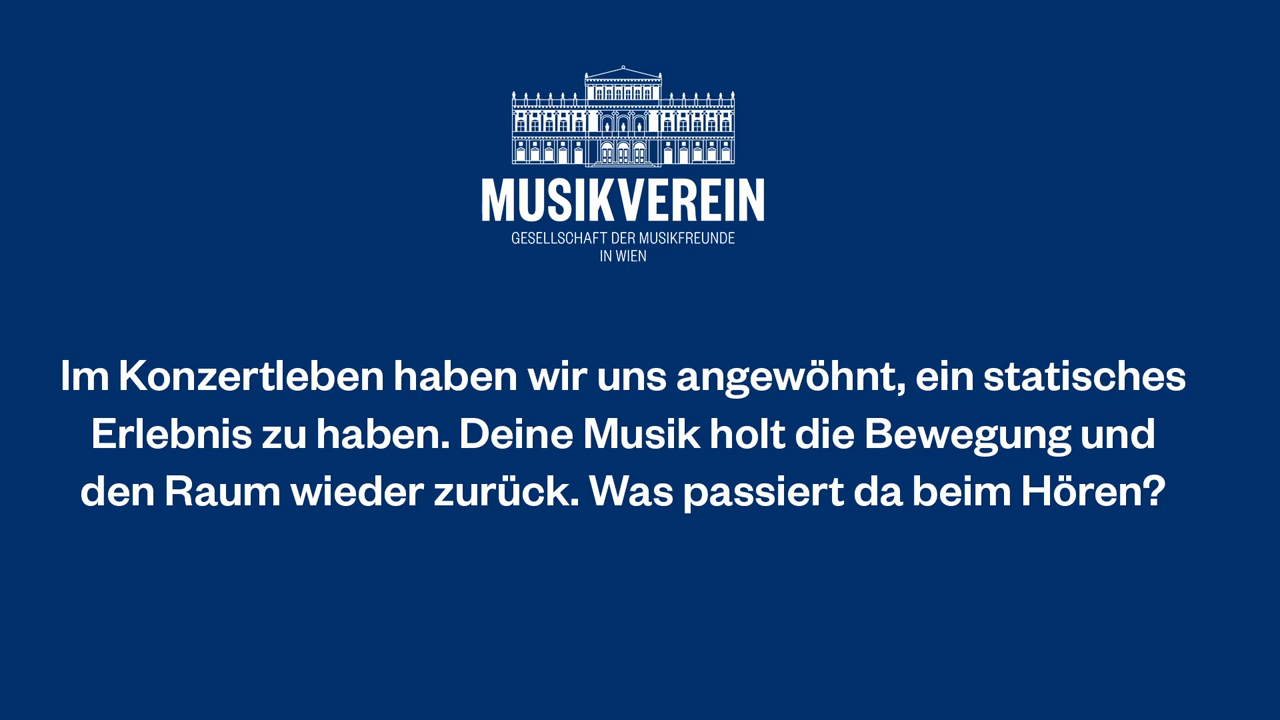 MUSIKVEREIN
GESELLSCHAFT DER MUSIKFREUNDE
IN WIEN
Im Konzertleben haben wir uns angewöhnt, ein statisches
Erlebnis zu haben. Deine Musik holt die Bewegung und
den Raum wieder zurück. Was passiert da beim Hören?